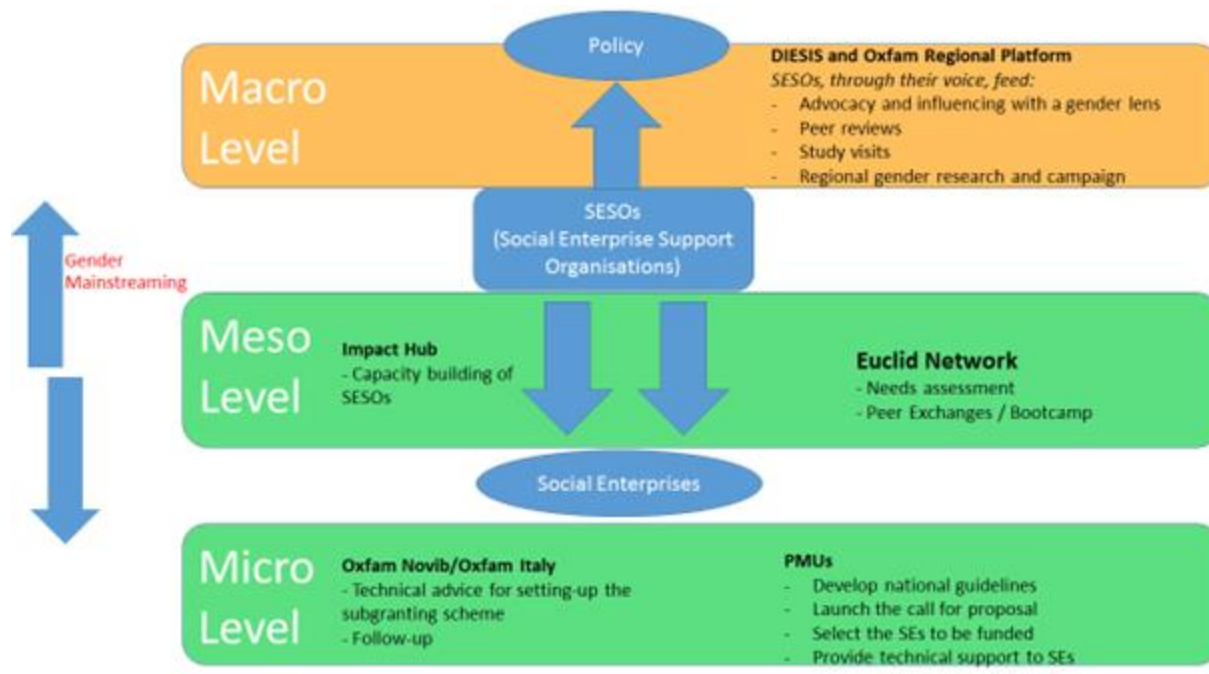 Policy
Macro
Level
DIESIS and Oxfam Regional Platform
SESOs, through their voice, feed:
- Advocacy and influencing with a gender lens
- Peer reviews
- Study visits
- Regional gender research and campaign
SESOs
(Social Enterprise Support
Organisations)
Gender
Mainstreaming
Meso
Level
Impact Hub
- Capacity building of
SESOs
Euclid Network
- Needs assessment
- Peer Exchanges / Bootcamp
Social Enterprises
Micro
Level
Oxfam Novib/Oxfam Italy
- Technical advice for setting-up the
subgranting scheme
- Follow-up
PMUs
- Develop national guidelines
- Launch the call for proposal
- Select the SEs to be funded
- Provide technical support to SEs